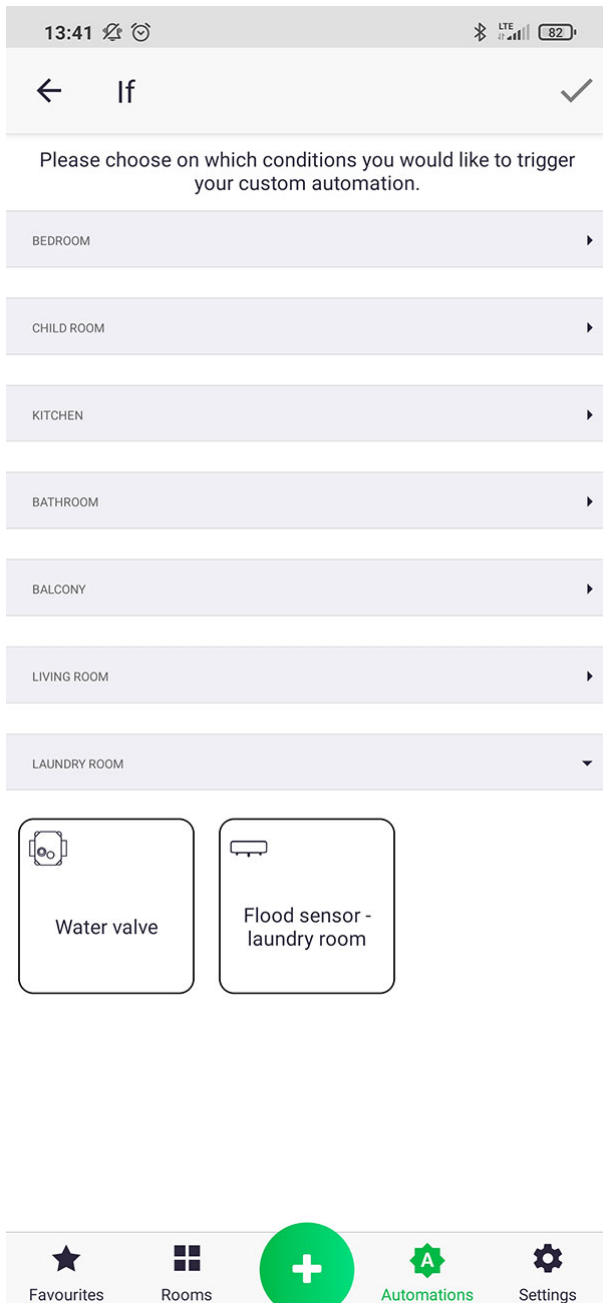 13:41 LTE 82
If
Please choose on which conditions you would like to trigger
your custom automation.
BEDROOM
CHILD ROOM
KITCHEN
BATHROOM
BALCONY
LIVING ROOM
LAUNDRY ROOM
Water valve
Flood sensor -
laundry room
A
Favourites Rooms Automations Settings